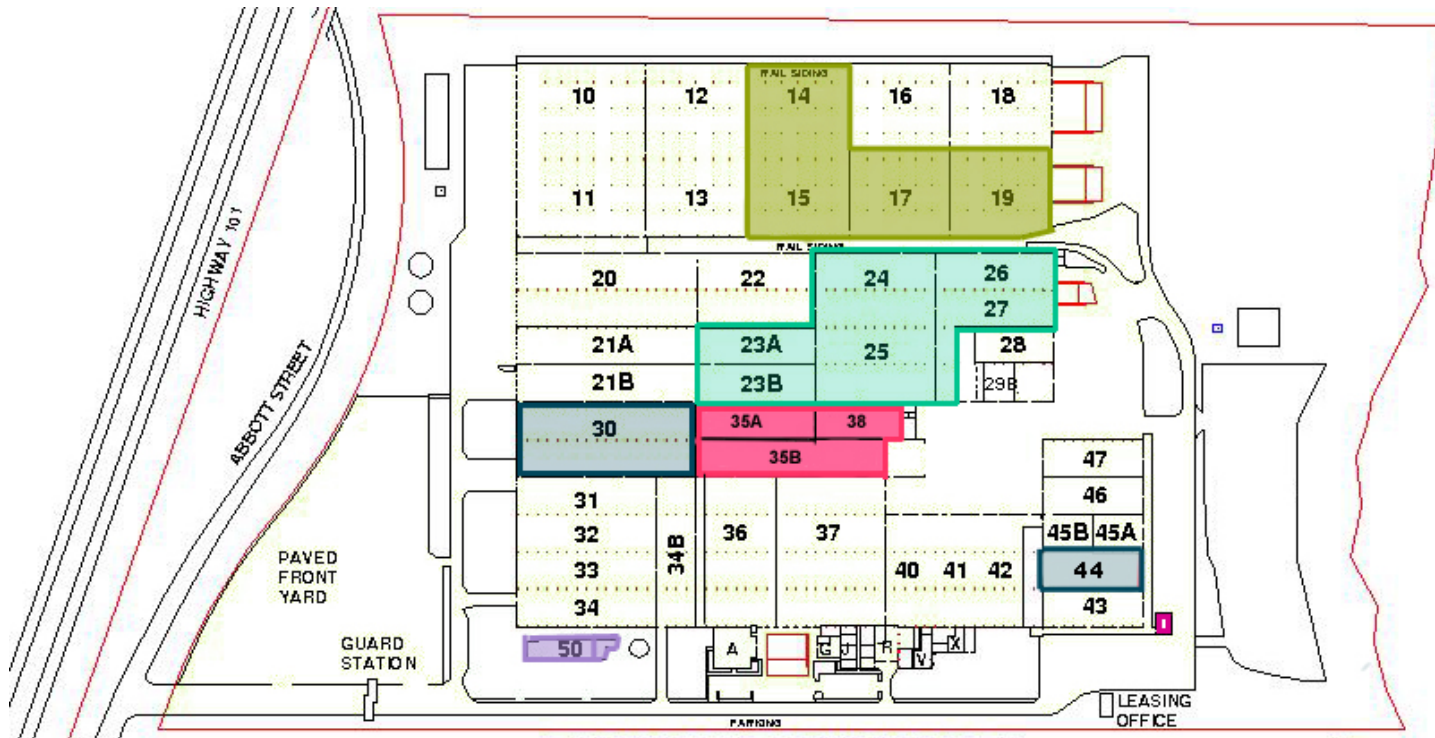 RAIL SIDING
10
12
14
16
18
11
13
15
17
19
HIGHWAY 101
RAIL SIDING
20
22
24
26
27
21A
23A
25
28
21B
23B
29B
ABBOTT STREET
30
35A
38
35B
47
31
46
32
34B
36
37
45B
45A
PAVED
FRONT
YARD
33
40
41
42
44
34
43
GUARD
STATION
50
A
G
J
R
V
X
LEASING
OFFICE
PARKING